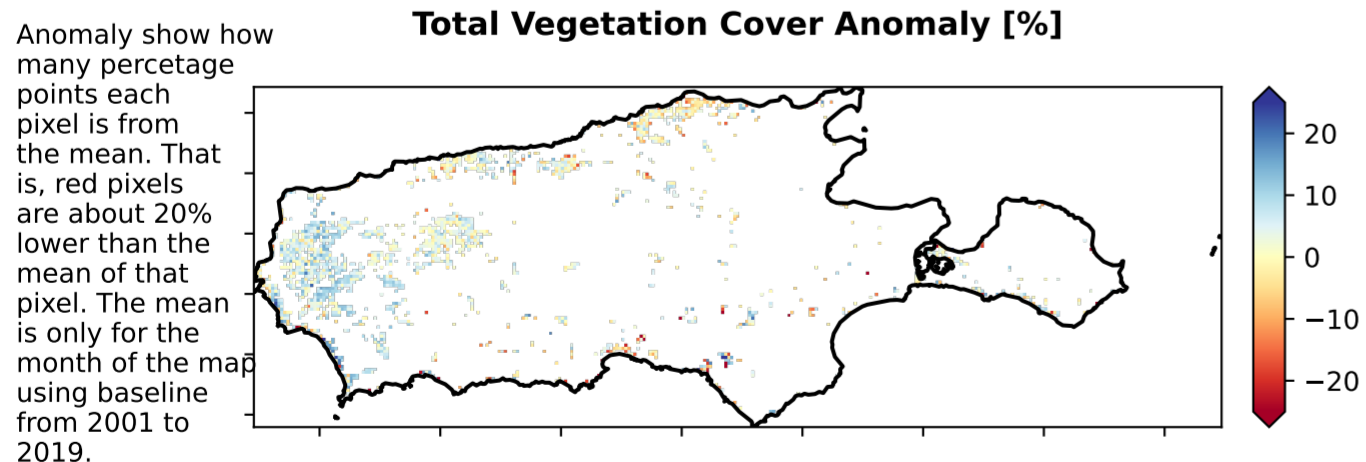 Total Vegetation Cover Anomaly [%]
Anomaly show how
many percetage
points each
pixel is from
the mean. That
is, red pixels
are about 20%
lower than the
mean of that
pixel. The mean
is only for the
month of the map
using baseline
from 2001 to
2019.
20
10
0
−10
−20